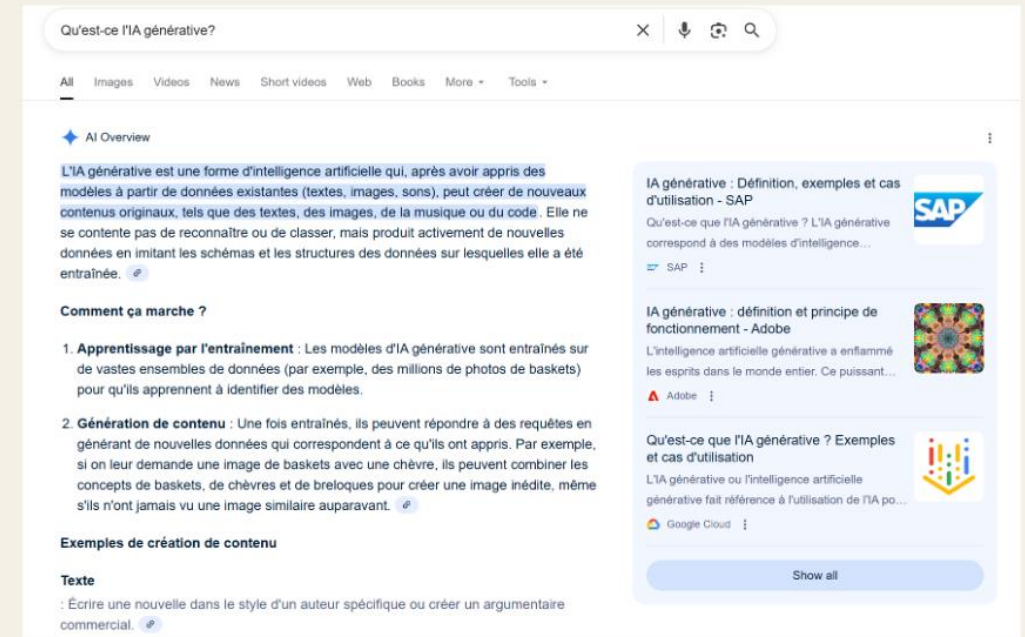 Qu'est-ce l'IA générative?
All Images Videos News Short videos Web Books More Tools
AI Overview
L'IA générative est une forme d'intelligence artificielle qui, après avoir appris des
modèles à partir de données existantes (textes, images, sons), peut créer de nouveaux
contenus originaux, tels que des textes, des images, de la musique ou du code. Elle ne
se contente pas de reconnaître ou de classer, mais produit activement de nouvelles
données en imitant les schémas et les structures des données sur lesquelles elle a été
entraînée.
Comment ça marche ?
1. Apprentissage par l'entraînement : Les modèles d'IA générative sont entraînés sur
de vastes ensembles de données (par exemple, des millions de photos de baskets)
pour qu'ils apprennent à identifier des modèles.
2. Génération de contenu : Une fois entraînés, ils peuvent répondre à des requêtes en
générant de nouvelles données qui correspondent à ce qu'ils ont appris. Par exemple,
si on leur demande une image de baskets avec une chèvre, ils peuvent combiner les
concepts de baskets, de chèvres et de breloques pour créer une image inédite, même
s'ils n'ont jamais vu une image similaire auparavant.
Exemples de création de contenu
Texte
: Écrire une nouvelle dans le style d'un auteur spécifique ou créer un argumentaire
commercial.
IA générative : Définition, exemples et cas
d'utilisation - SAP
Qu'est-ce que l'IA générative ? L'IA générative
correspond à des modèles d'intelligence...
SAP
SAP
IA générative : définition et principe de
fonctionnement - Adobe
L'intelligence artificielle générative a enflammé
les esprits dans le monde entier. Ce puissant...
Adobe
Qu'est-ce que l'IA générative ? Exemples
et cas d'utilisation
L'IA générative ou l'intelligence artificielle
générative fait référence à l'utilisation de l'IA po...
Google Cloud
Show all